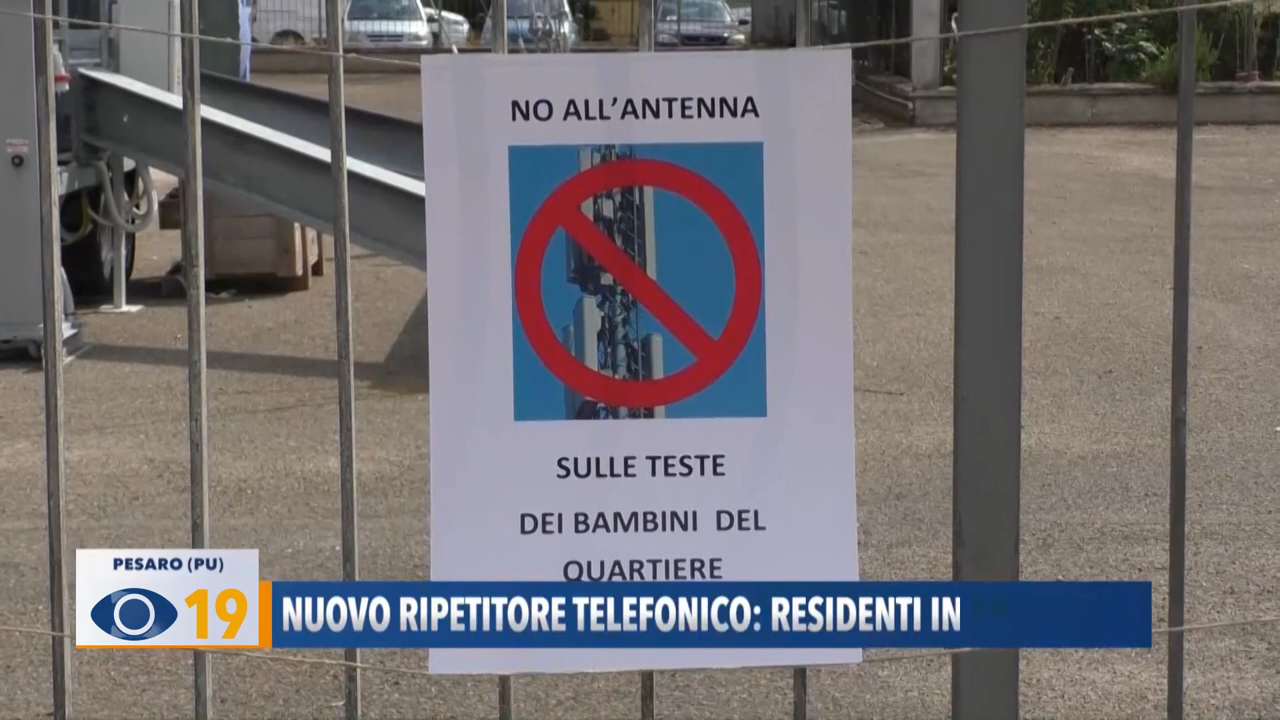 NO ALL'ANTENNA
SULLE TESTE
DEI BAMBINI DEL
QUARTIERE
PESARO (PU)
19
NUOVO RIPETITORE TELEFONICO: RESIDENTI IN